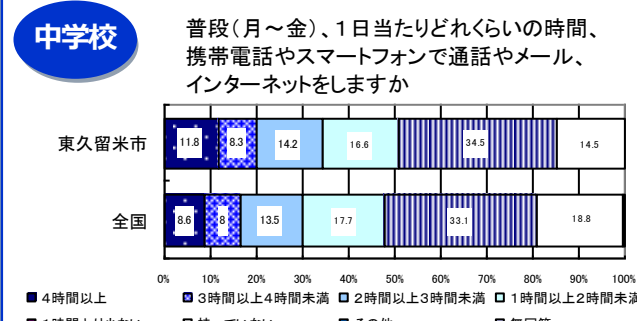 中学校
普段(月～金)、1日当たりどれくらいの時間、
携帯電話やスマートフォンで通話やメール、
インターネットをしますか
東久留米市 11.8 8.3 14.2 16.6 34.5 14.5
全国 8.6 8 13.5 17.7 33.1 18.8
0% 10% 20% 30% 40% 50% 60% 70% 80% 90% 100%
4時間以上 3時間以上4時間未満 2時間以上3時間未満 1時間以上2時間未満